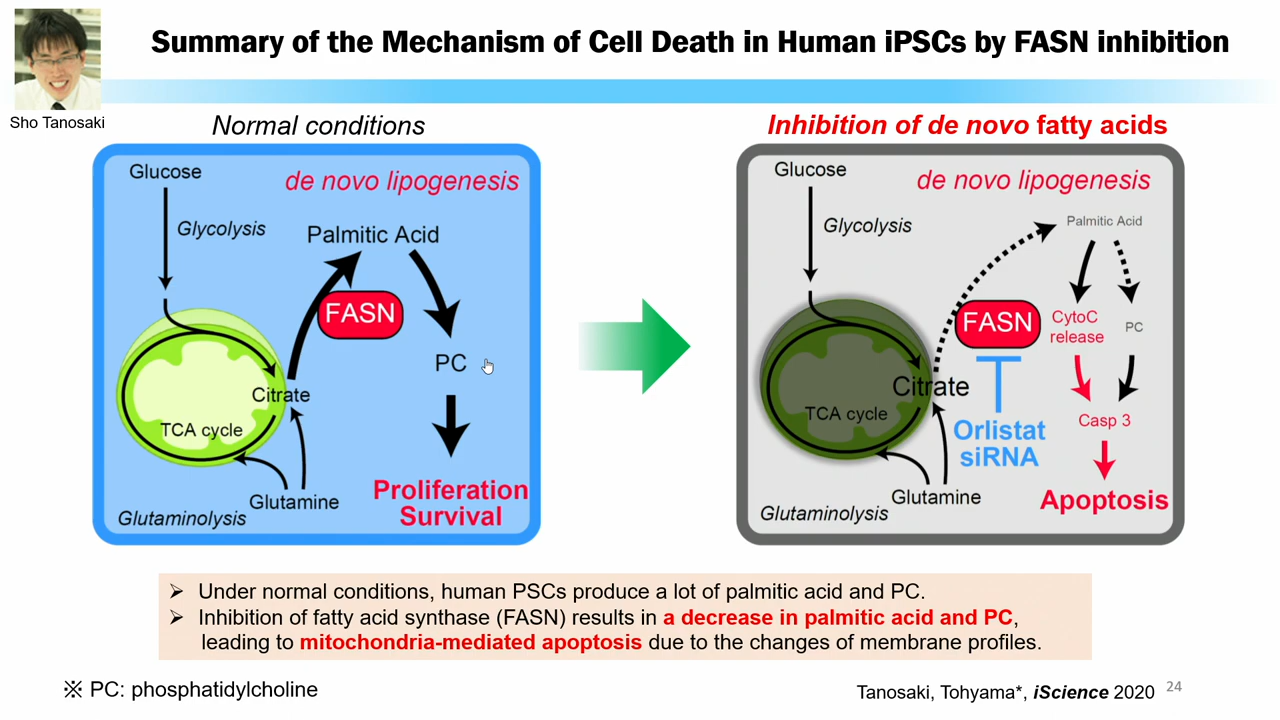 Summary of the Mechanism of Cell Death in Human iPSCs by FASN inhibition
Sho Tanosaki
Normal conditions
Glucose
de novo lipogenesis
Glycolysis
Palmitic Acid
FASN
PC
Citrate
TCA cycle
Glutamine
Glutaminolysis
Proliferation
Survival
Inhibition of de novo fatty acids
Glucose
de novo lipogenesis
Glycolysis
Palmitic Acid
FASN
CytoC
release
PC
Citrate
TCA cycle
Orlistat
siRNA
Casp 3
Glutamine
Glutaminolysis
Apoptosis
➢ Under normal conditions, human PSCs produce a lot of palmitic acid and PC.
➢ Inhibition of fatty acid synthase (FASN) results in a decrease in palmitic acid and PC,
leading to mitochondria-mediated apoptosis due to the changes of membrane profiles.
※ PC: phosphatidylcholine
Tanosaki, Tohyama*, iScience 2020
24